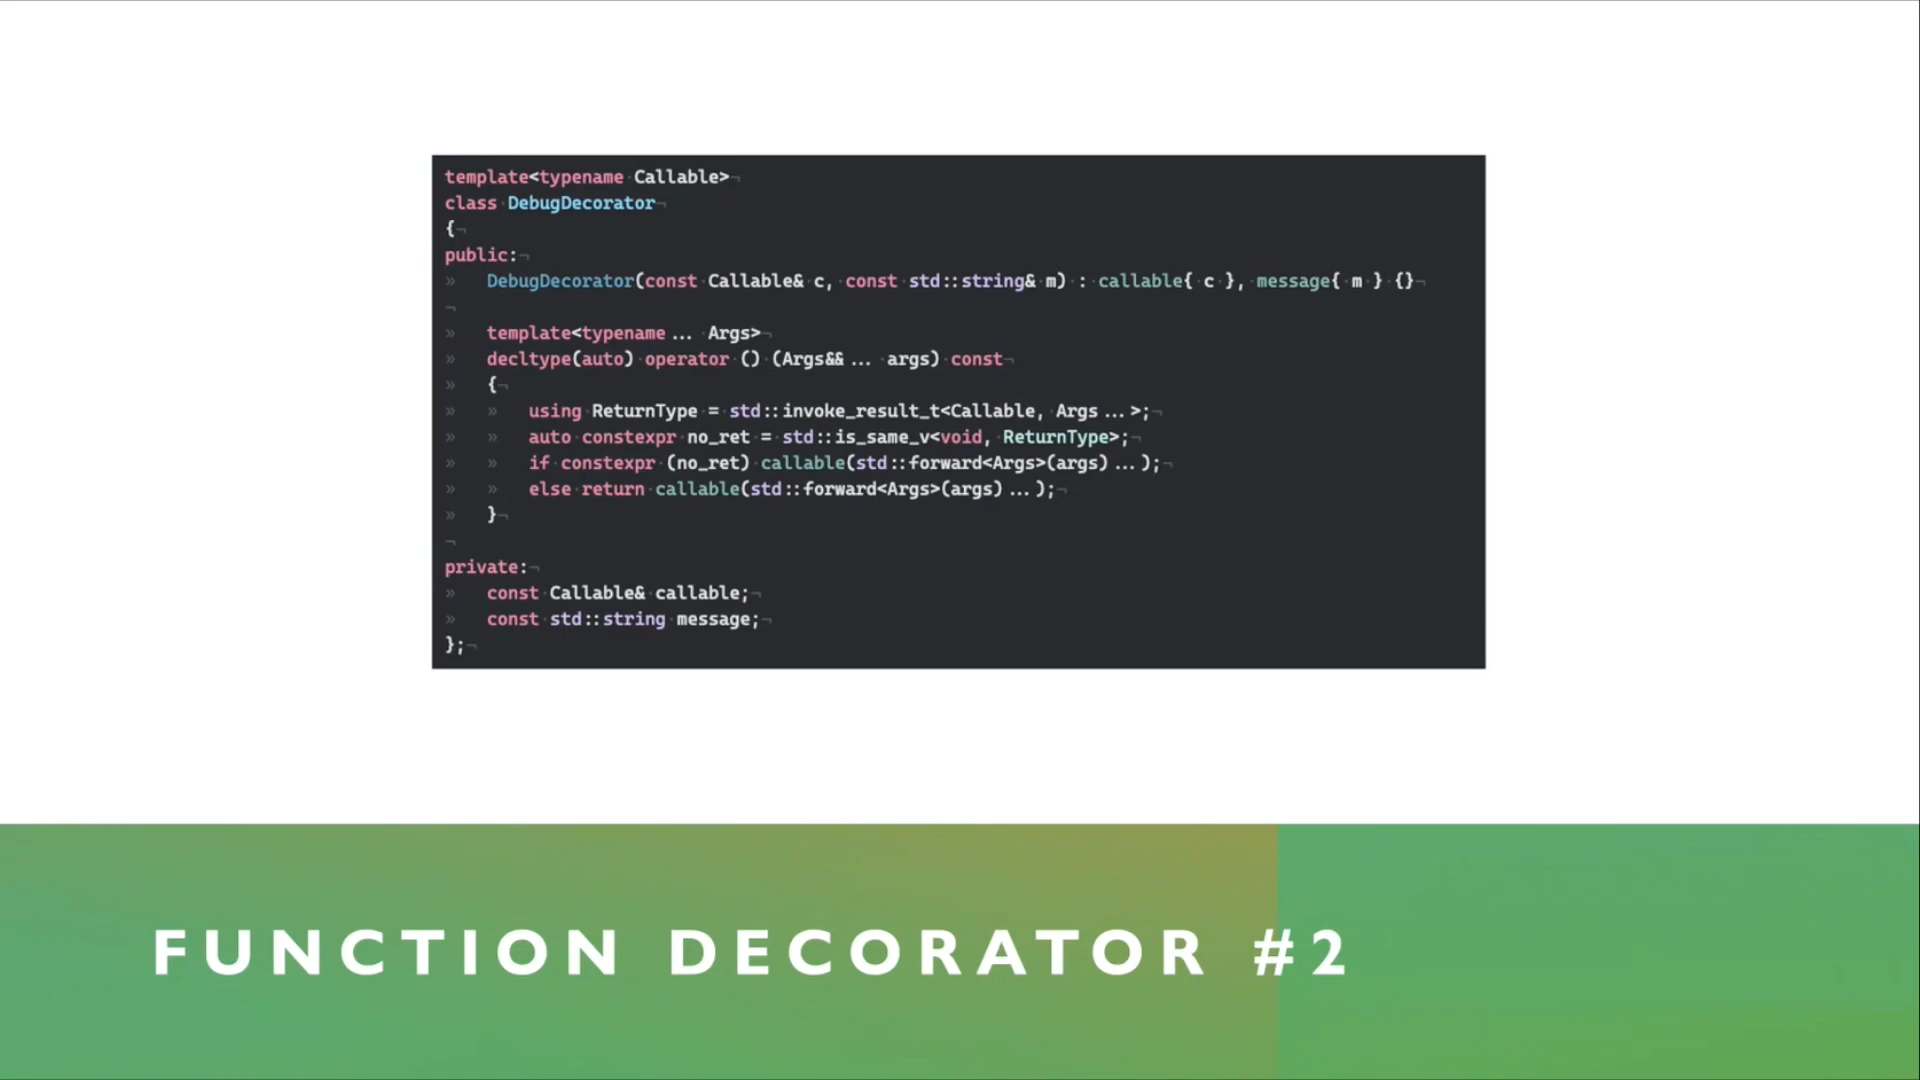 template<typename Callable>
class DebugDecorator
{
public:
    DebugDecorator(const Callable& c, const std::string& m) : callable{ c }, message{ m } {}

    template<typename ... Args>
    decltype(auto) operator () (Args&& ... args) const
    {
        using ReturnType = std::invoke_result_t<Callable, Args ... >;
        auto constexpr no_ret = std::is_same_v<void, ReturnType>;
        if constexpr (no_ret) callable(std::forward<Args>(args) ... );
        else return callable(std::forward<Args>(args) ... );
    }

private:
    const Callable& callable;
    const std::string message;
};
FUNCTION DECORATOR #2